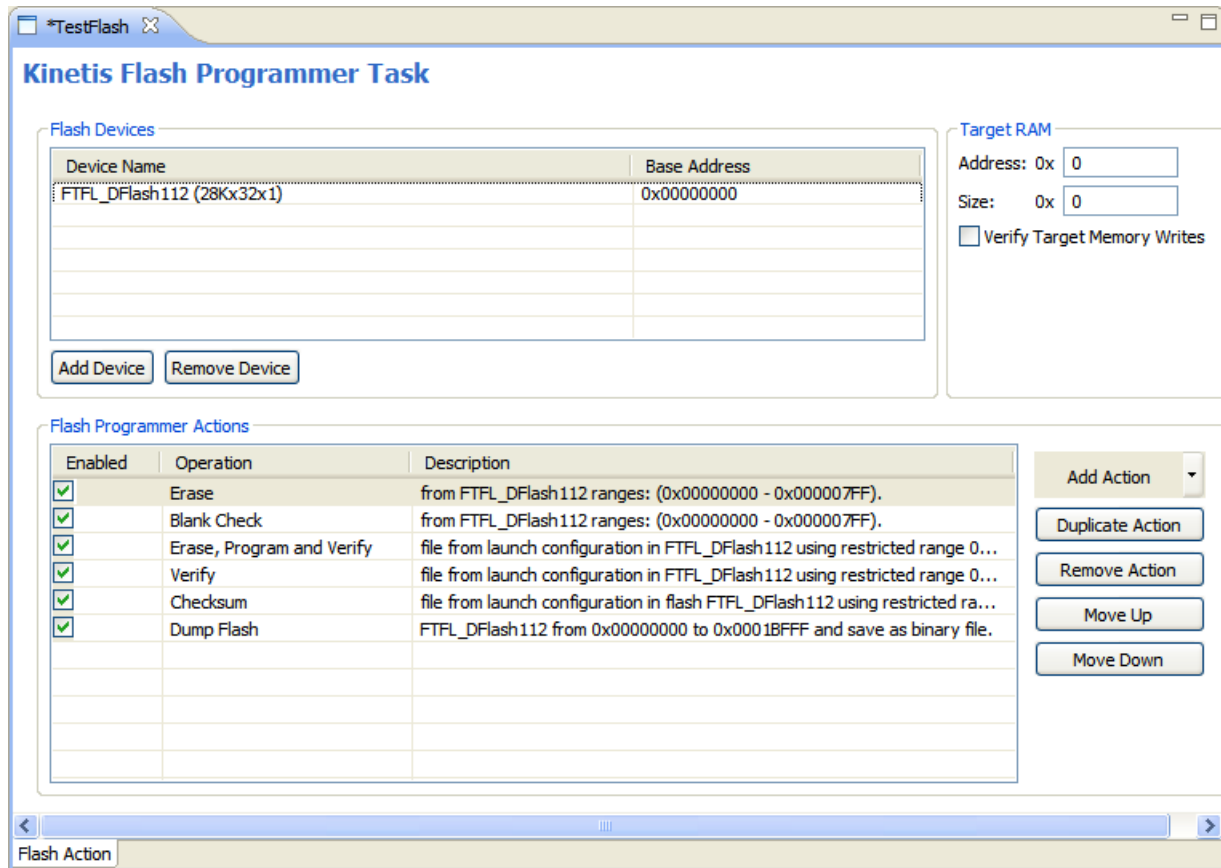 *TestFlash
Kinetis Flash Programmer Task
Flash Devices
Device Name Base Address
FTFL_DFlash112 (28Kx32x1) 0x00000000
Add Device Remove Device
Target RAM
Address: 0x 0
Size: 0x 0
Verify Target Memory Writes
Flash Programmer Actions
Enabled Operation Description
Erase from FTFL_DFlash112 ranges: (0x00000000 - 0x000007FF).
Blank Check from FTFL_DFlash112 ranges: (0x00000000 - 0x000007FF).
Erase, Program and Verify file from launch configuration in FTFL_DFlash112 using restricted range 0...
Verify file from launch configuration in FTFL_DFlash112 using restricted range 0...
Checksum file from launch configuration in flash FTFL_DFlash112 using restricted ra...
Dump Flash FTFL_DFlash112 from 0x00000000 to 0x0001BFFF and save as binary file.
Add Action
Duplicate Action
Remove Action
Move Up
Move Down
Flash Action